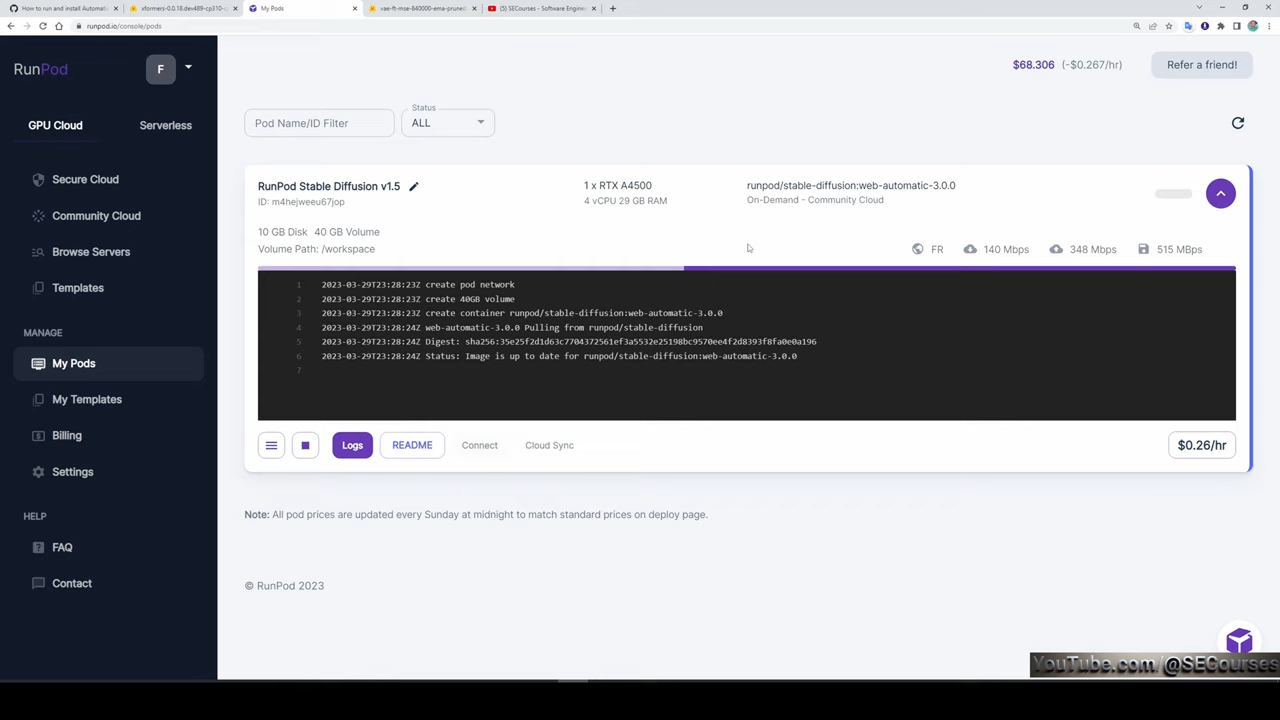 How to run and install Automat
xformers-0.0.18.dev489-cp310-c
My Pods
vae-ft-mse-840000-ema-pruned
(5) SECourses - Software Engine
runpod.io/console/pods
RunPod
F
$68.306 (-$0.267/hr)
Refer a friend!
GPU Cloud
Serverless
Secure Cloud
Community Cloud
Browse Servers
Templates
MANAGE
My Pods
My Templates
Billing
Settings
HELP
FAQ
Contact
Pod Name/ID Filter
Status
ALL
RunPod Stable Diffusion v1.5
ID: m4hejweeu67jop
1 x RTX A4500
4 vCPU 29 GB RAM
runpod/stable-diffusion:web-automatic-3.0.0
On-Demand - Community Cloud
10 GB Disk 40 GB Volume
Volume Path: /workspace
FR 140 Mbps 348 Mbps 515 MBps
1 2023-03-29T23:28:23Z create pod network
2 2023-03-29T23:28:23Z create 40GB volume
3 2023-03-29T23:28:23Z create container runpod/stable-diffusion:web-automatic-3.0.0
4 2023-03-29T23:28:24Z web-automatic-3.0.0 Pulling from runpod/stable-diffusion
5 2023-03-29T23:28:24Z Digest: sha256:35e25f2d1d63c7704372561ef3a5532e25198bc9570ee4f2d8393f8fa0e0a196
6 2023-03-29T23:28:24Z Status: Image is up to date for runpod/stable-diffusion:web-automatic-3.0.0
7
Logs
README
Connect
Cloud Sync
$0.26/hr
Note: All pod prices are updated every Sunday at midnight to match standard prices on deploy page.
© RunPod 2023
YouTube.com/@SECourses